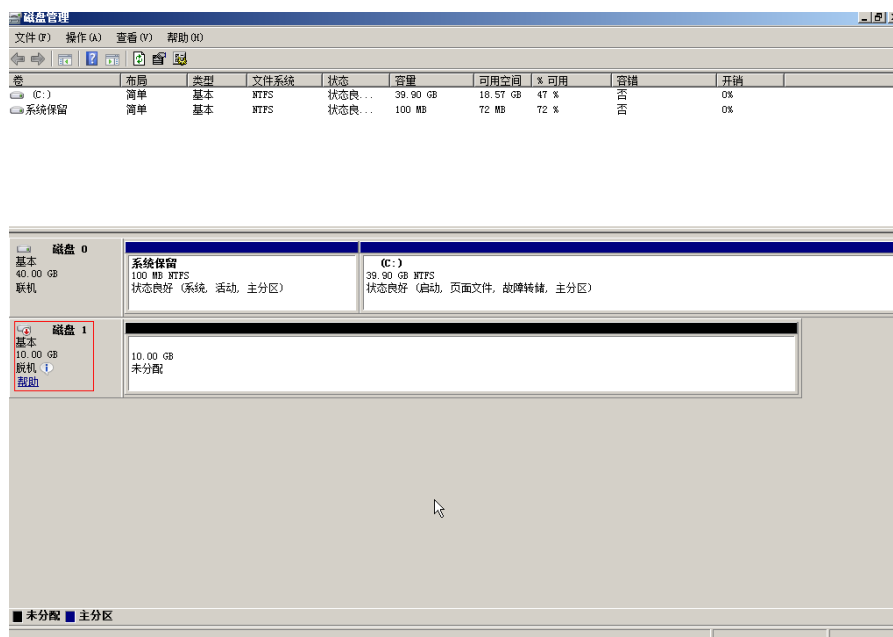 磁盘管理
文件(F) 操作(A) 查看(V) 帮助(H)
卷 布局 类型 文件系统 状态 容量 可用空间 % 可用 容错 开销
(C:) 简单 基本 NTFS 状态良... 39.90 GB 18.57 GB 47 % 否 0%
系统保留 简单 基本 NTFS 状态良... 100 MB 72 MB 72 % 否 0%
磁盘 0
基本
40.00 GB
联机
系统保留
100 MB NTFS
状态良好 (系统, 活动, 主分区)
(C:)
39.90 GB NTFS
状态良好 (启动, 页面文件, 故障转储, 主分区)
磁盘 1
基本
10.00 GB
脱机
帮助
10.00 GB
未分配
未分配 主分区